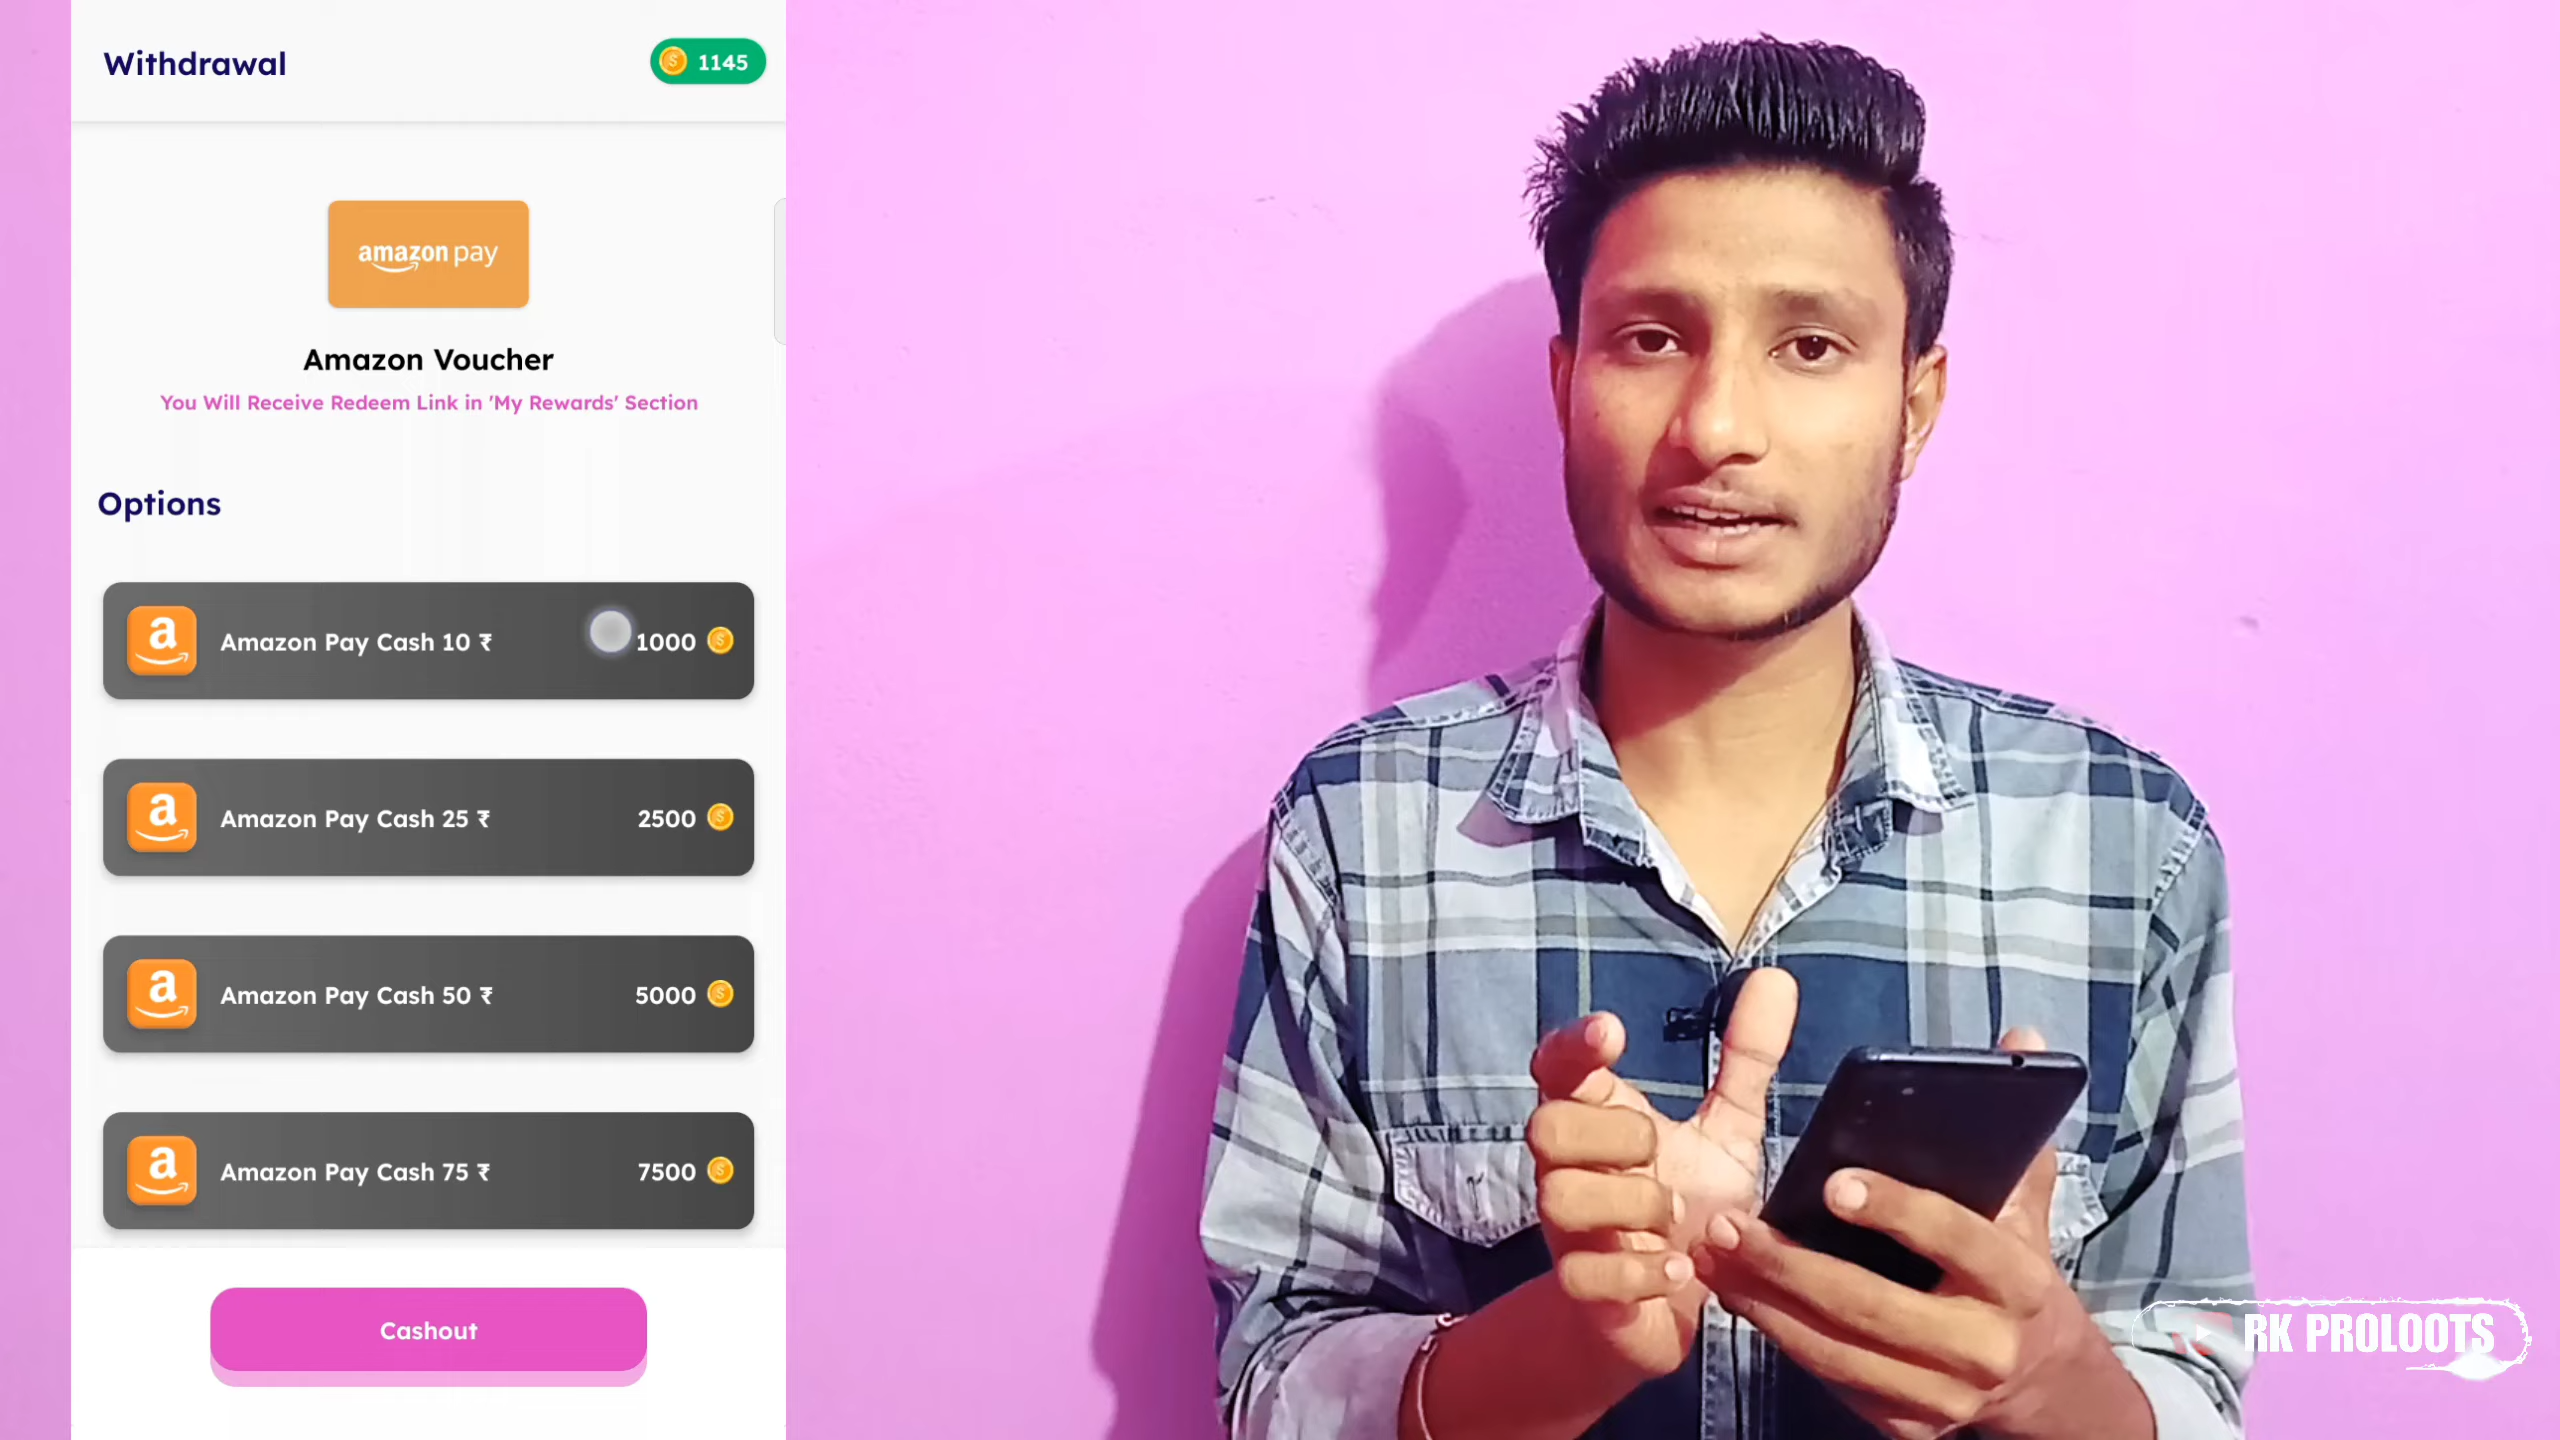 Withdrawal
1145
amazon pay
Amazon Voucher
You Will Receive Redeem Link in 'My Rewards' Section
Options
a Amazon Pay Cash 10 ₹ 1000
a Amazon Pay Cash 25 ₹ 2500
a Amazon Pay Cash 50 ₹ 5000
a Amazon Pay Cash 75 ₹ 7500
Cashout
RK PROLOOTS